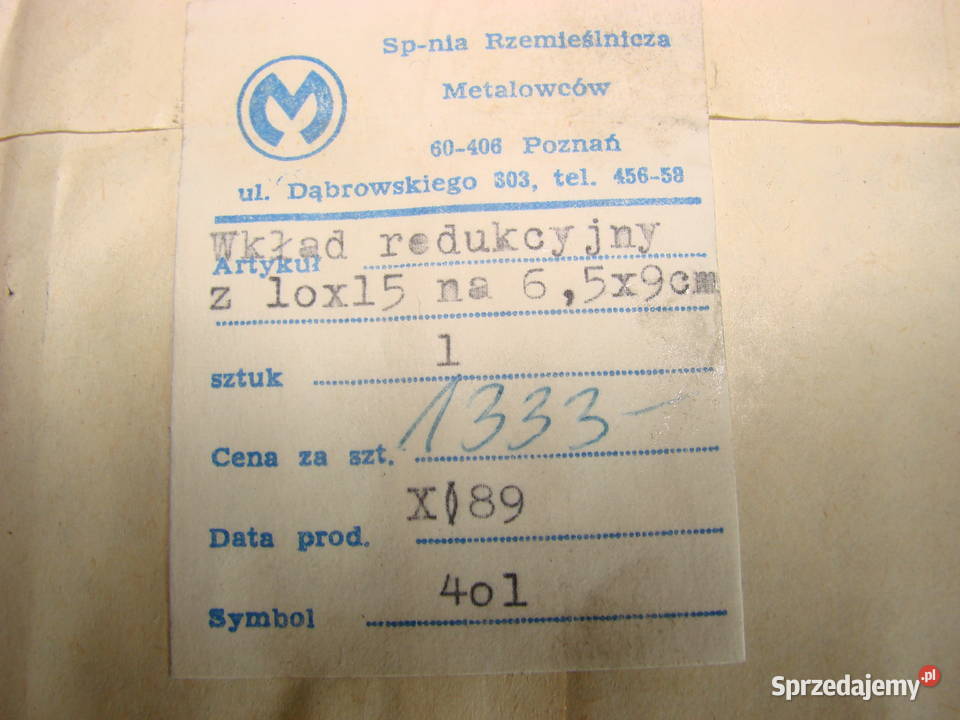 Sp-nia Rzemieślnicza
Metalowców
60-406 Poznań
ul. Dąbrowskiego 303, tel. 456-58
Wkład redukcyjny
Artykuł
z 10x15 na 6,5x9cm
sztuk 1
Cena za szt. 1333-
Data prod. X/89
Symbol 4o1
Sprzedajemy.pl